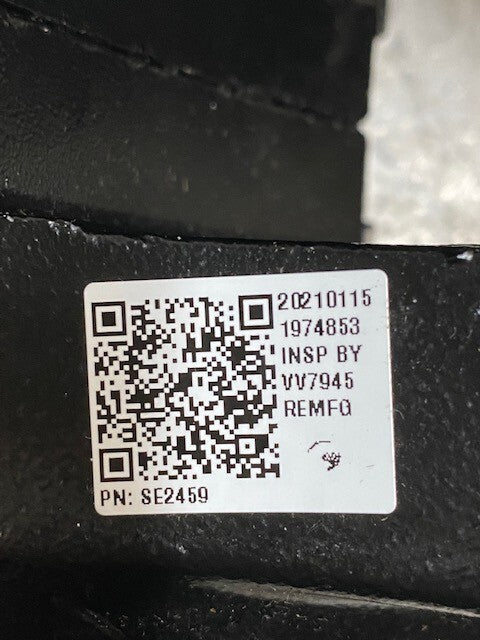 20210115
1974853
INSP BY
VV7945
REMFG
PN: SE2459